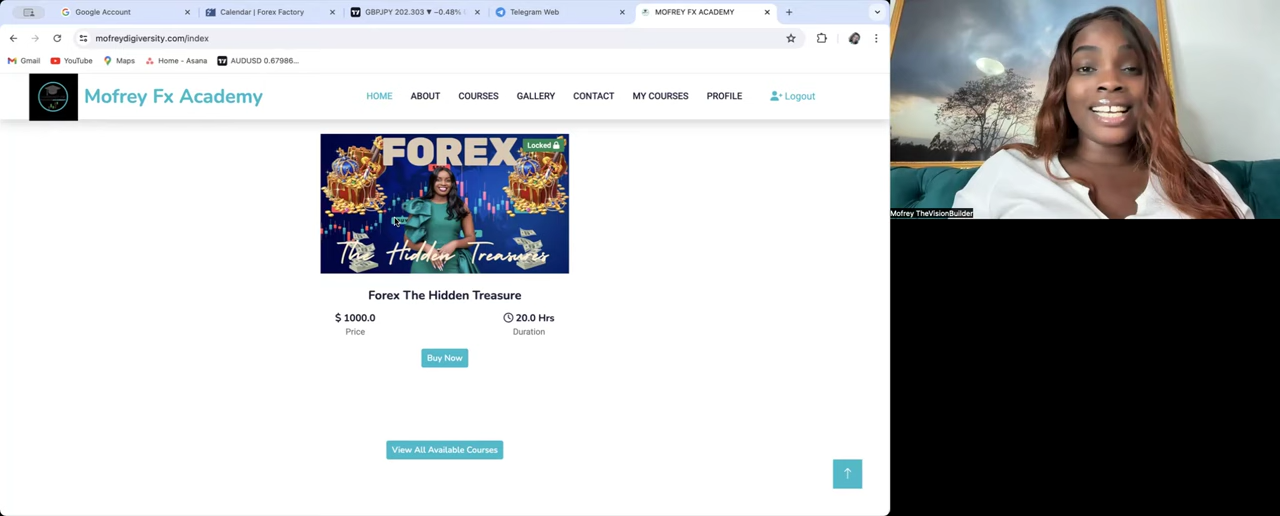 Google Account
Calendar | Forex Factory
GBPJPY 202.303 ▼ −0.48%
Telegram Web
MOFREY FX ACADEMY
mofreydigiversity.com/index
Gmail
YouTube
Maps
Home - Asana
AUDUSD 0.67986...
Mofrey Fx Academy
HOME
ABOUT
COURSES
GALLERY
CONTACT
MY COURSES
PROFILE
Logout
FOREX
Locked
The Hidden Treasures
Forex The Hidden Treasure
$ 1000.0
20.0 Hrs
Price
Duration
Buy Now
View All Available Courses
Mofrey TheVisionBuilder